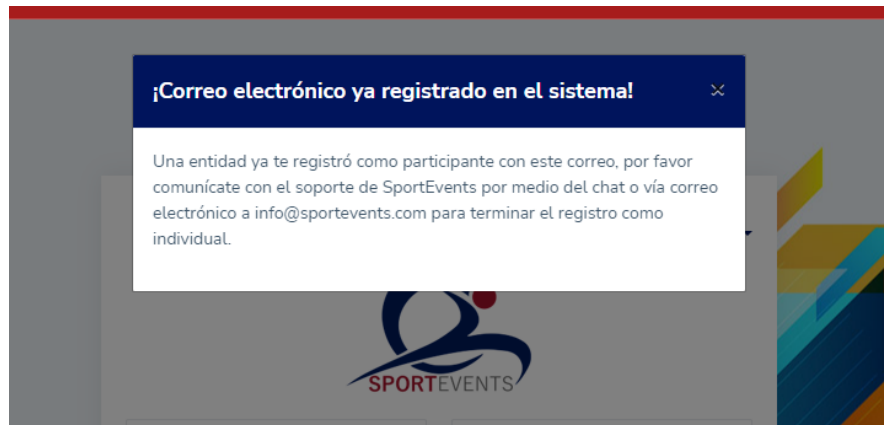 ¡Correo electrónico ya registrado en el sistema!
×
Una entidad ya te registró como participante con este correo, por favor
comunícate con el soporte de SportEvents por medio del chat o vía correo
electrónico a info@sportevents.com para terminar el registro como
individual.
SPORTEVENTS